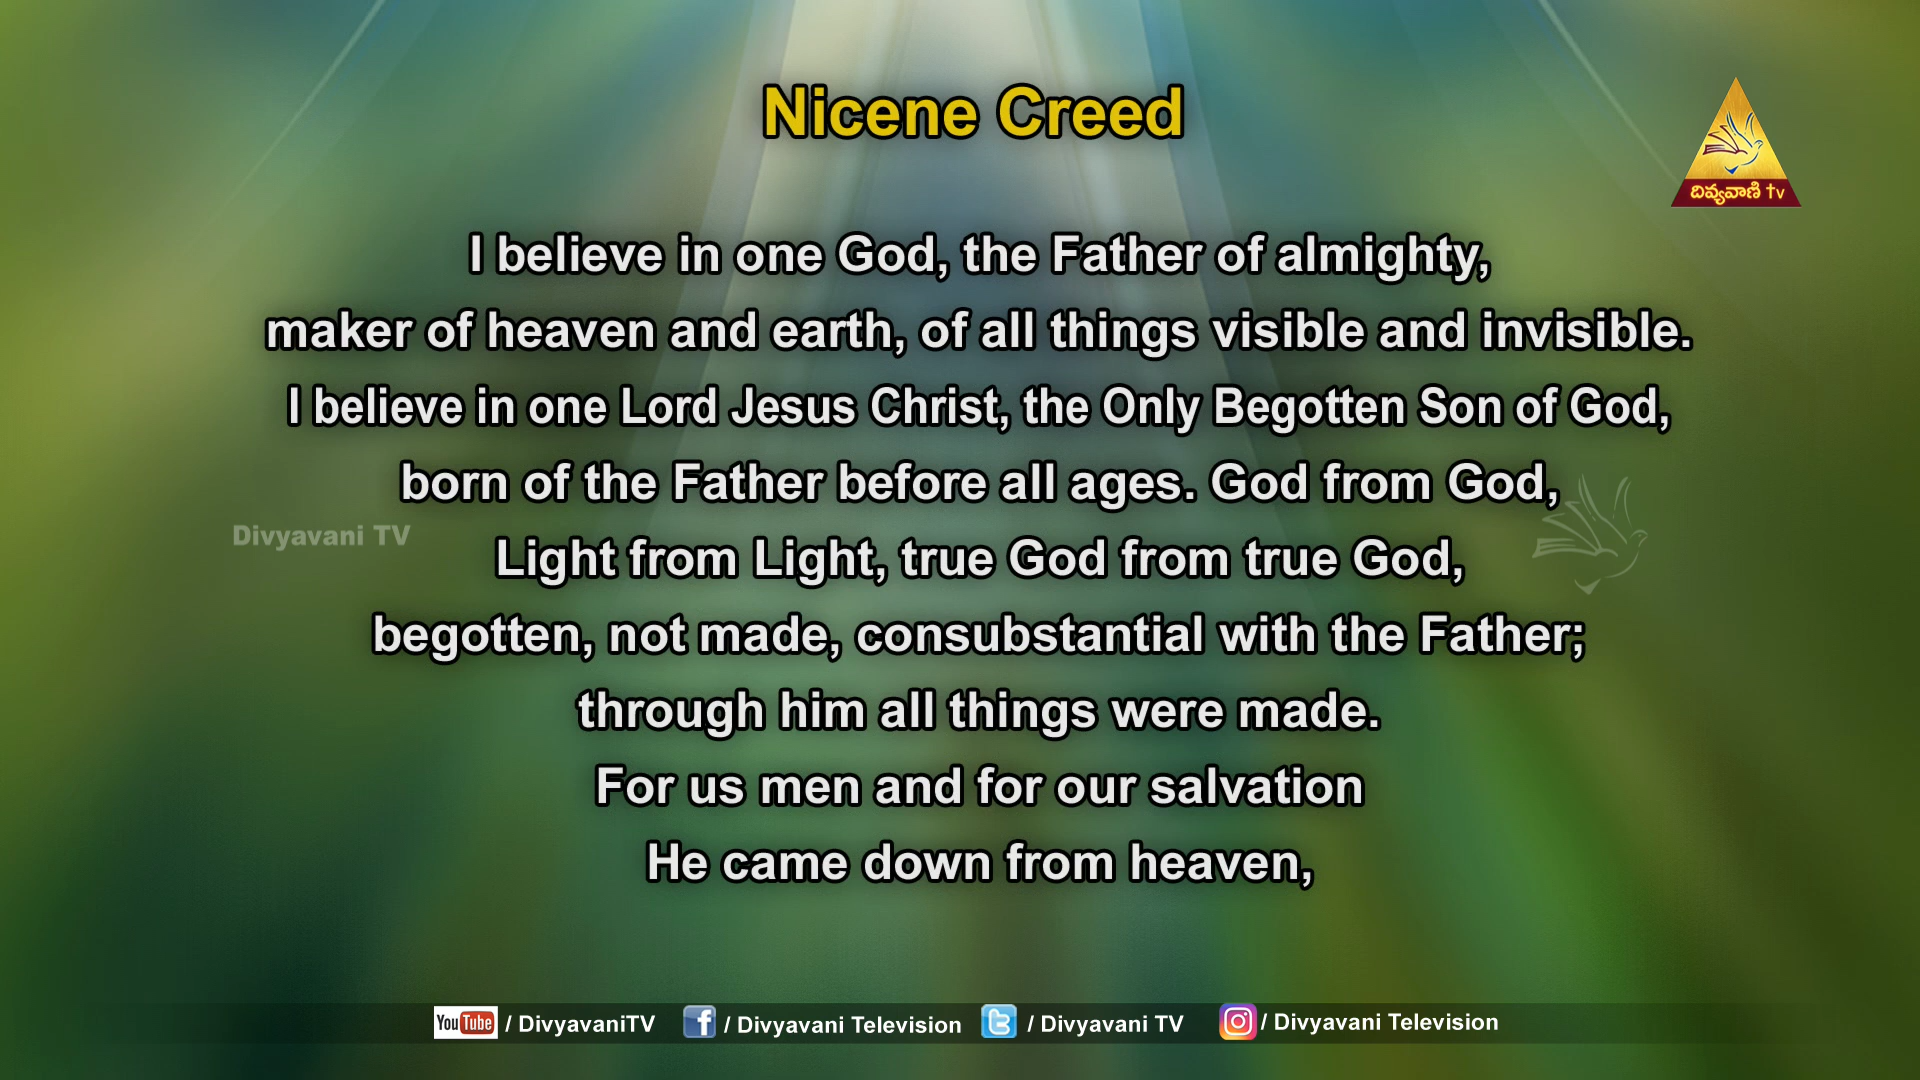 Nicene Creed
దివ్యవాణి tv
I believe in one God, the Father of almighty,
maker of heaven and earth, of all things visible and invisible.
I believe in one Lord Jesus Christ, the Only Begotten Son of God,
born of the Father before all ages. God from God,
Divyavani TV
Light from Light, true God from true God,
begotten, not made, consubstantial with the Father;
through him all things were made.
For us men and for our salvation
He came down from heaven,
YouTube / DivyavaniTV f / Divyavani Television / Divyavani TV / Divyavani Television